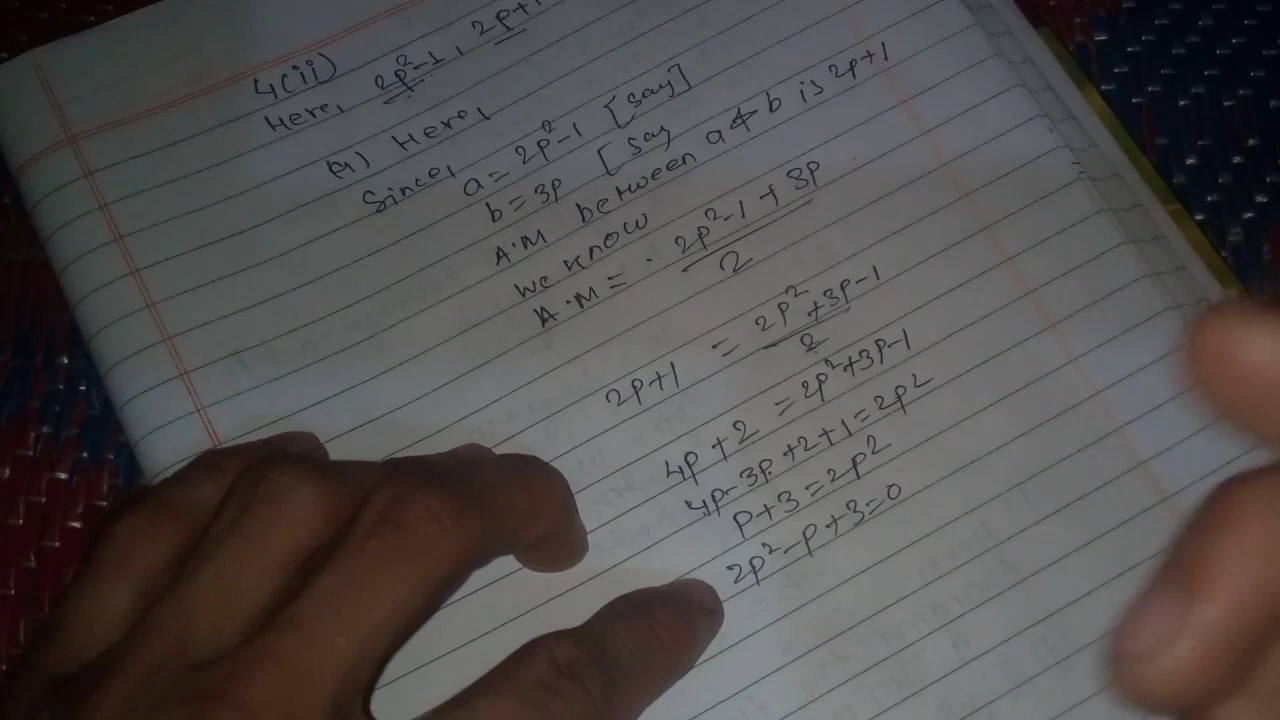 4(ii)
Here, 2p²-1, 2p+1
(a) Here,
Since,
a = 2p²-1 [say]
b = 3p [say
A.M between a & b is 2p+1
we know
A.M = 2p²-1 + 3p / 2
2p+1 = 2p²+3p-1 / 2
4p+2 = 2p²+3p-1
4p-3p+2+1=2p²
p+3=2p²
2p²-p+3=0